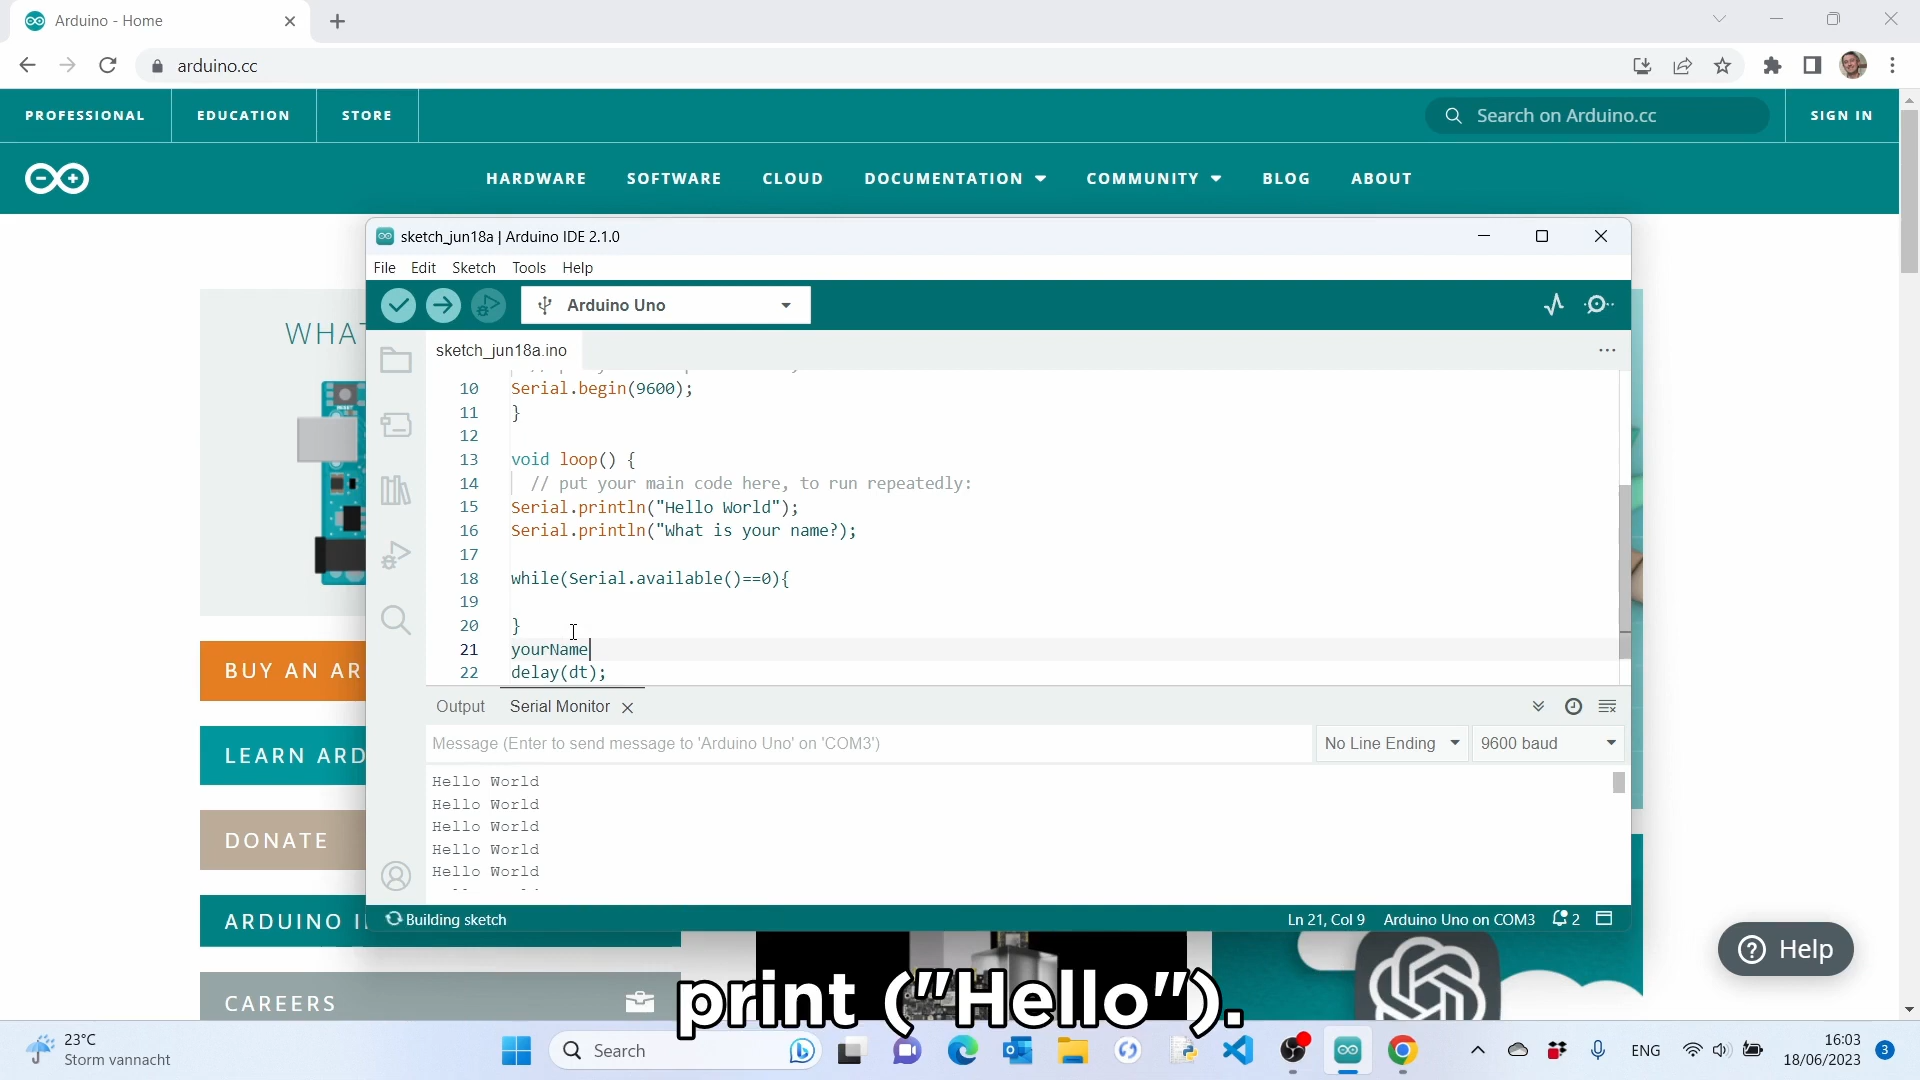 Arduino - Home
arduino.cc
PROFESSIONAL
EDUCATION
STORE
Search on Arduino.cc
SIGN IN
HARDWARE
SOFTWARE
CLOUD
DOCUMENTATION
COMMUNITY
BLOG
ABOUT
WHAT
BUY AN AR
LEARN ARD
DONATE
ARDUINO I
CAREERS
sketch_jun18a | Arduino IDE 2.1.0
File Edit Sketch Tools Help
Arduino Uno
sketch_jun18a.ino
10 Serial.begin(9600);
11 }
12
13 void loop() {
14 // put your main code here, to run repeatedly:
15 Serial.println("Hello World");
16 Serial.println("What is your name?);
17
18 while(Serial.available()==0){
19
20 }
21 yourName
22 delay(dt);
Output Serial Monitor
Message (Enter to send message to 'Arduino Uno' on 'COM3')
No Line Ending
9600 baud
Hello World
Hello World
Hello World
Hello World
Hello World
Building sketch
Ln 21, Col 9 Arduino Uno on COM3 2
Help
print ("Hello").
23°C
Storm vannacht
Search
ENG
16:03
18/06/2023
3